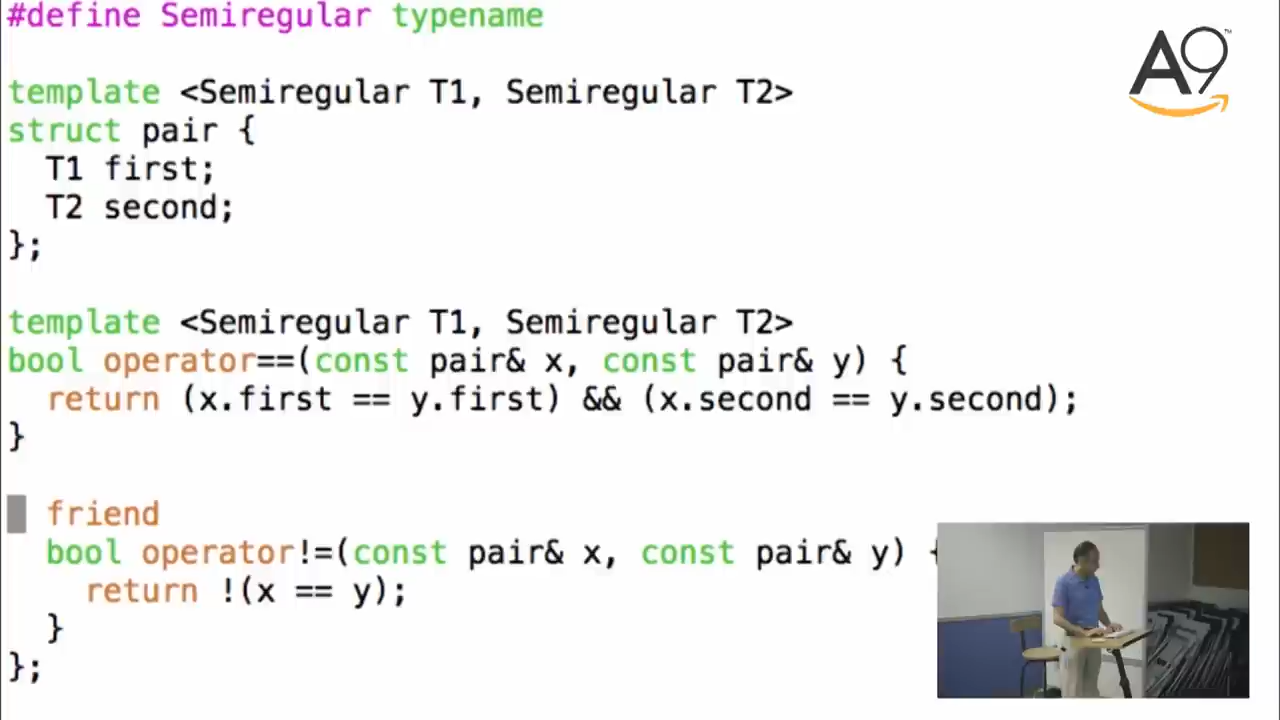 #define Semiregular typename
A9™
template <Semiregular T1, Semiregular T2>
struct pair {
  T1 first;
  T2 second;
};
template <Semiregular T1, Semiregular T2>
bool operator==(const pair& x, const pair& y) {
  return (x.first == y.first) && (x.second == y.second);
}
  friend
  bool operator!=(const pair& x, const pair& y) {
    return !(x == y);
  }
};